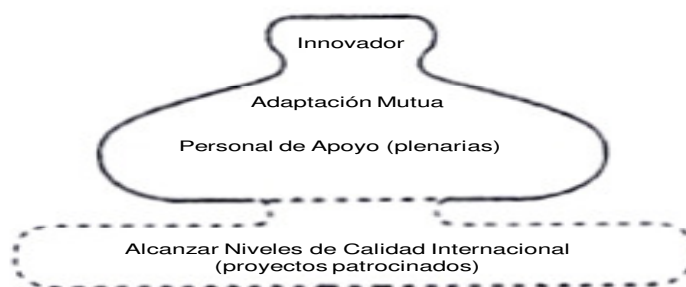 Innovador
Adaptación Mutua
Personal de Apoyo (plenarias)
Alcanzar Niveles de Calidad Internacional
(proyectos patrocinados)